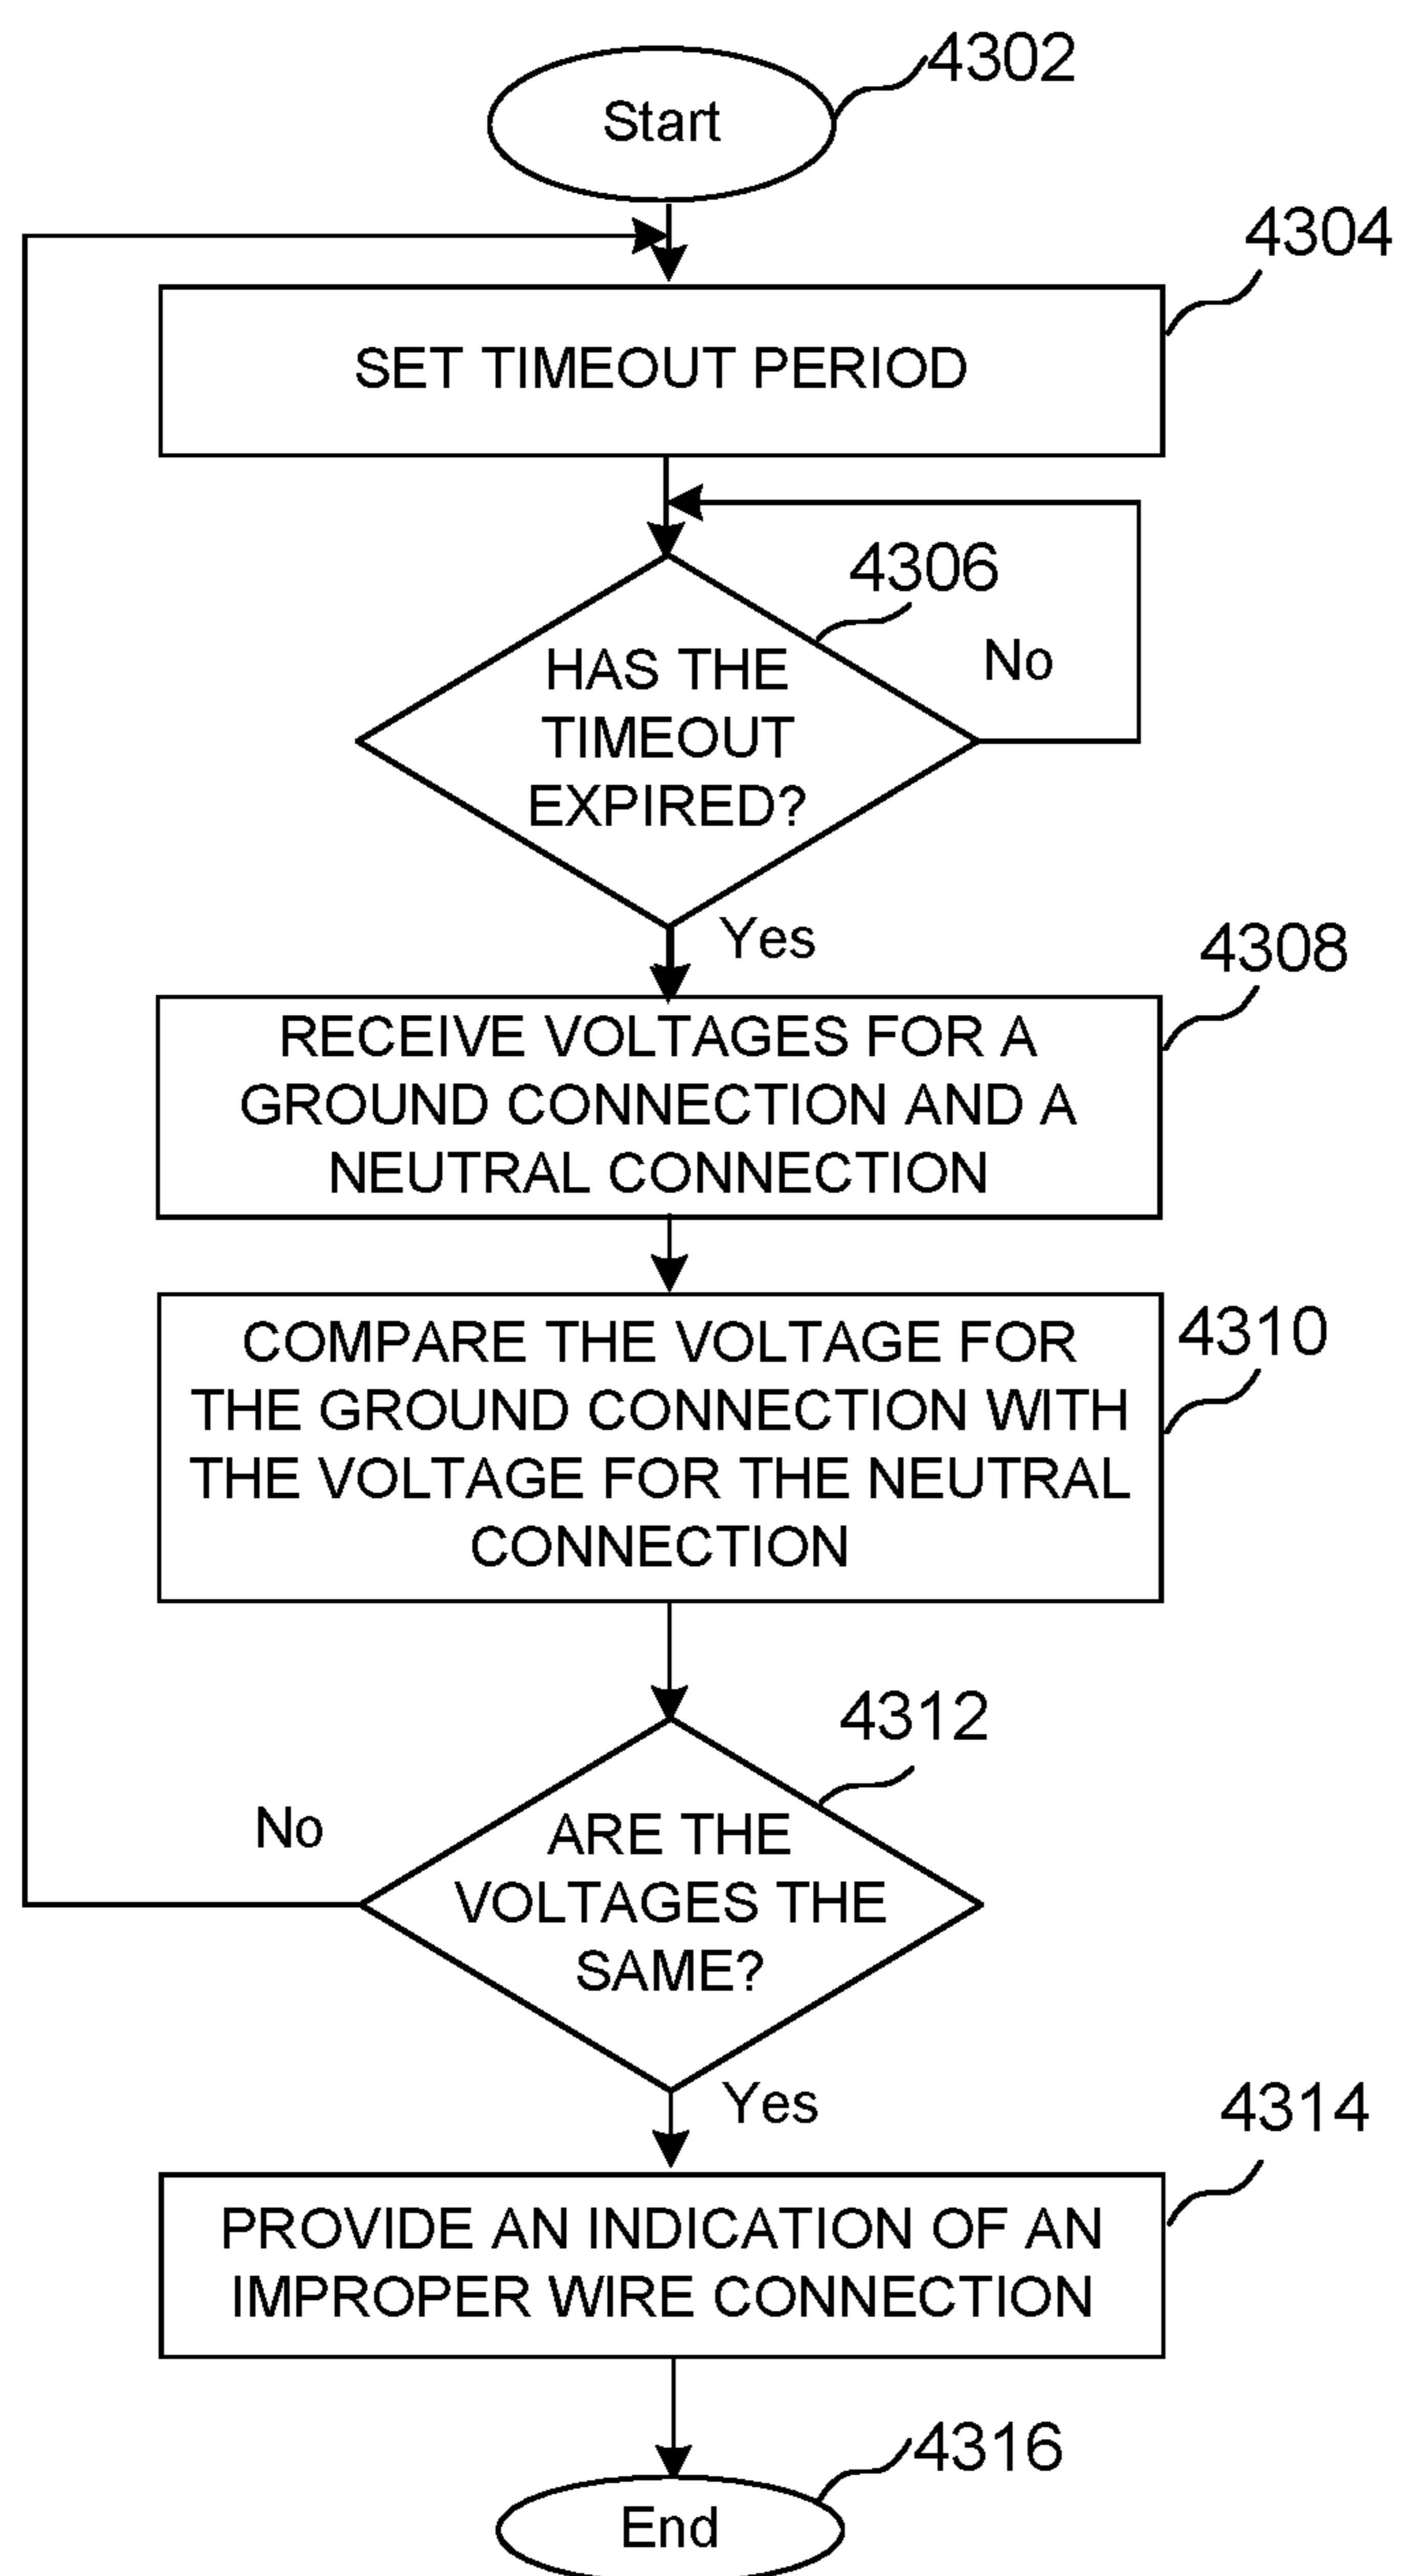 4302
Start
4304
SET TIMEOUT PERIOD
4306
No
HAS THE
TIMEOUT
EXPIRED?
Yes
4308
RECEIVE VOLTAGES FOR A
GROUND CONNECTION AND A
NEUTRAL CONNECTION
4310
COMPARE THE VOLTAGE FOR
THE GROUND CONNECTION WITH
THE VOLTAGE FOR THE NEUTRAL
CONNECTION
4312
No
ARE THE
VOLTAGES THE
SAME?
Yes
4314
PROVIDE AN INDICATION OF AN
IMPROPER WIRE CONNECTION
4316
End